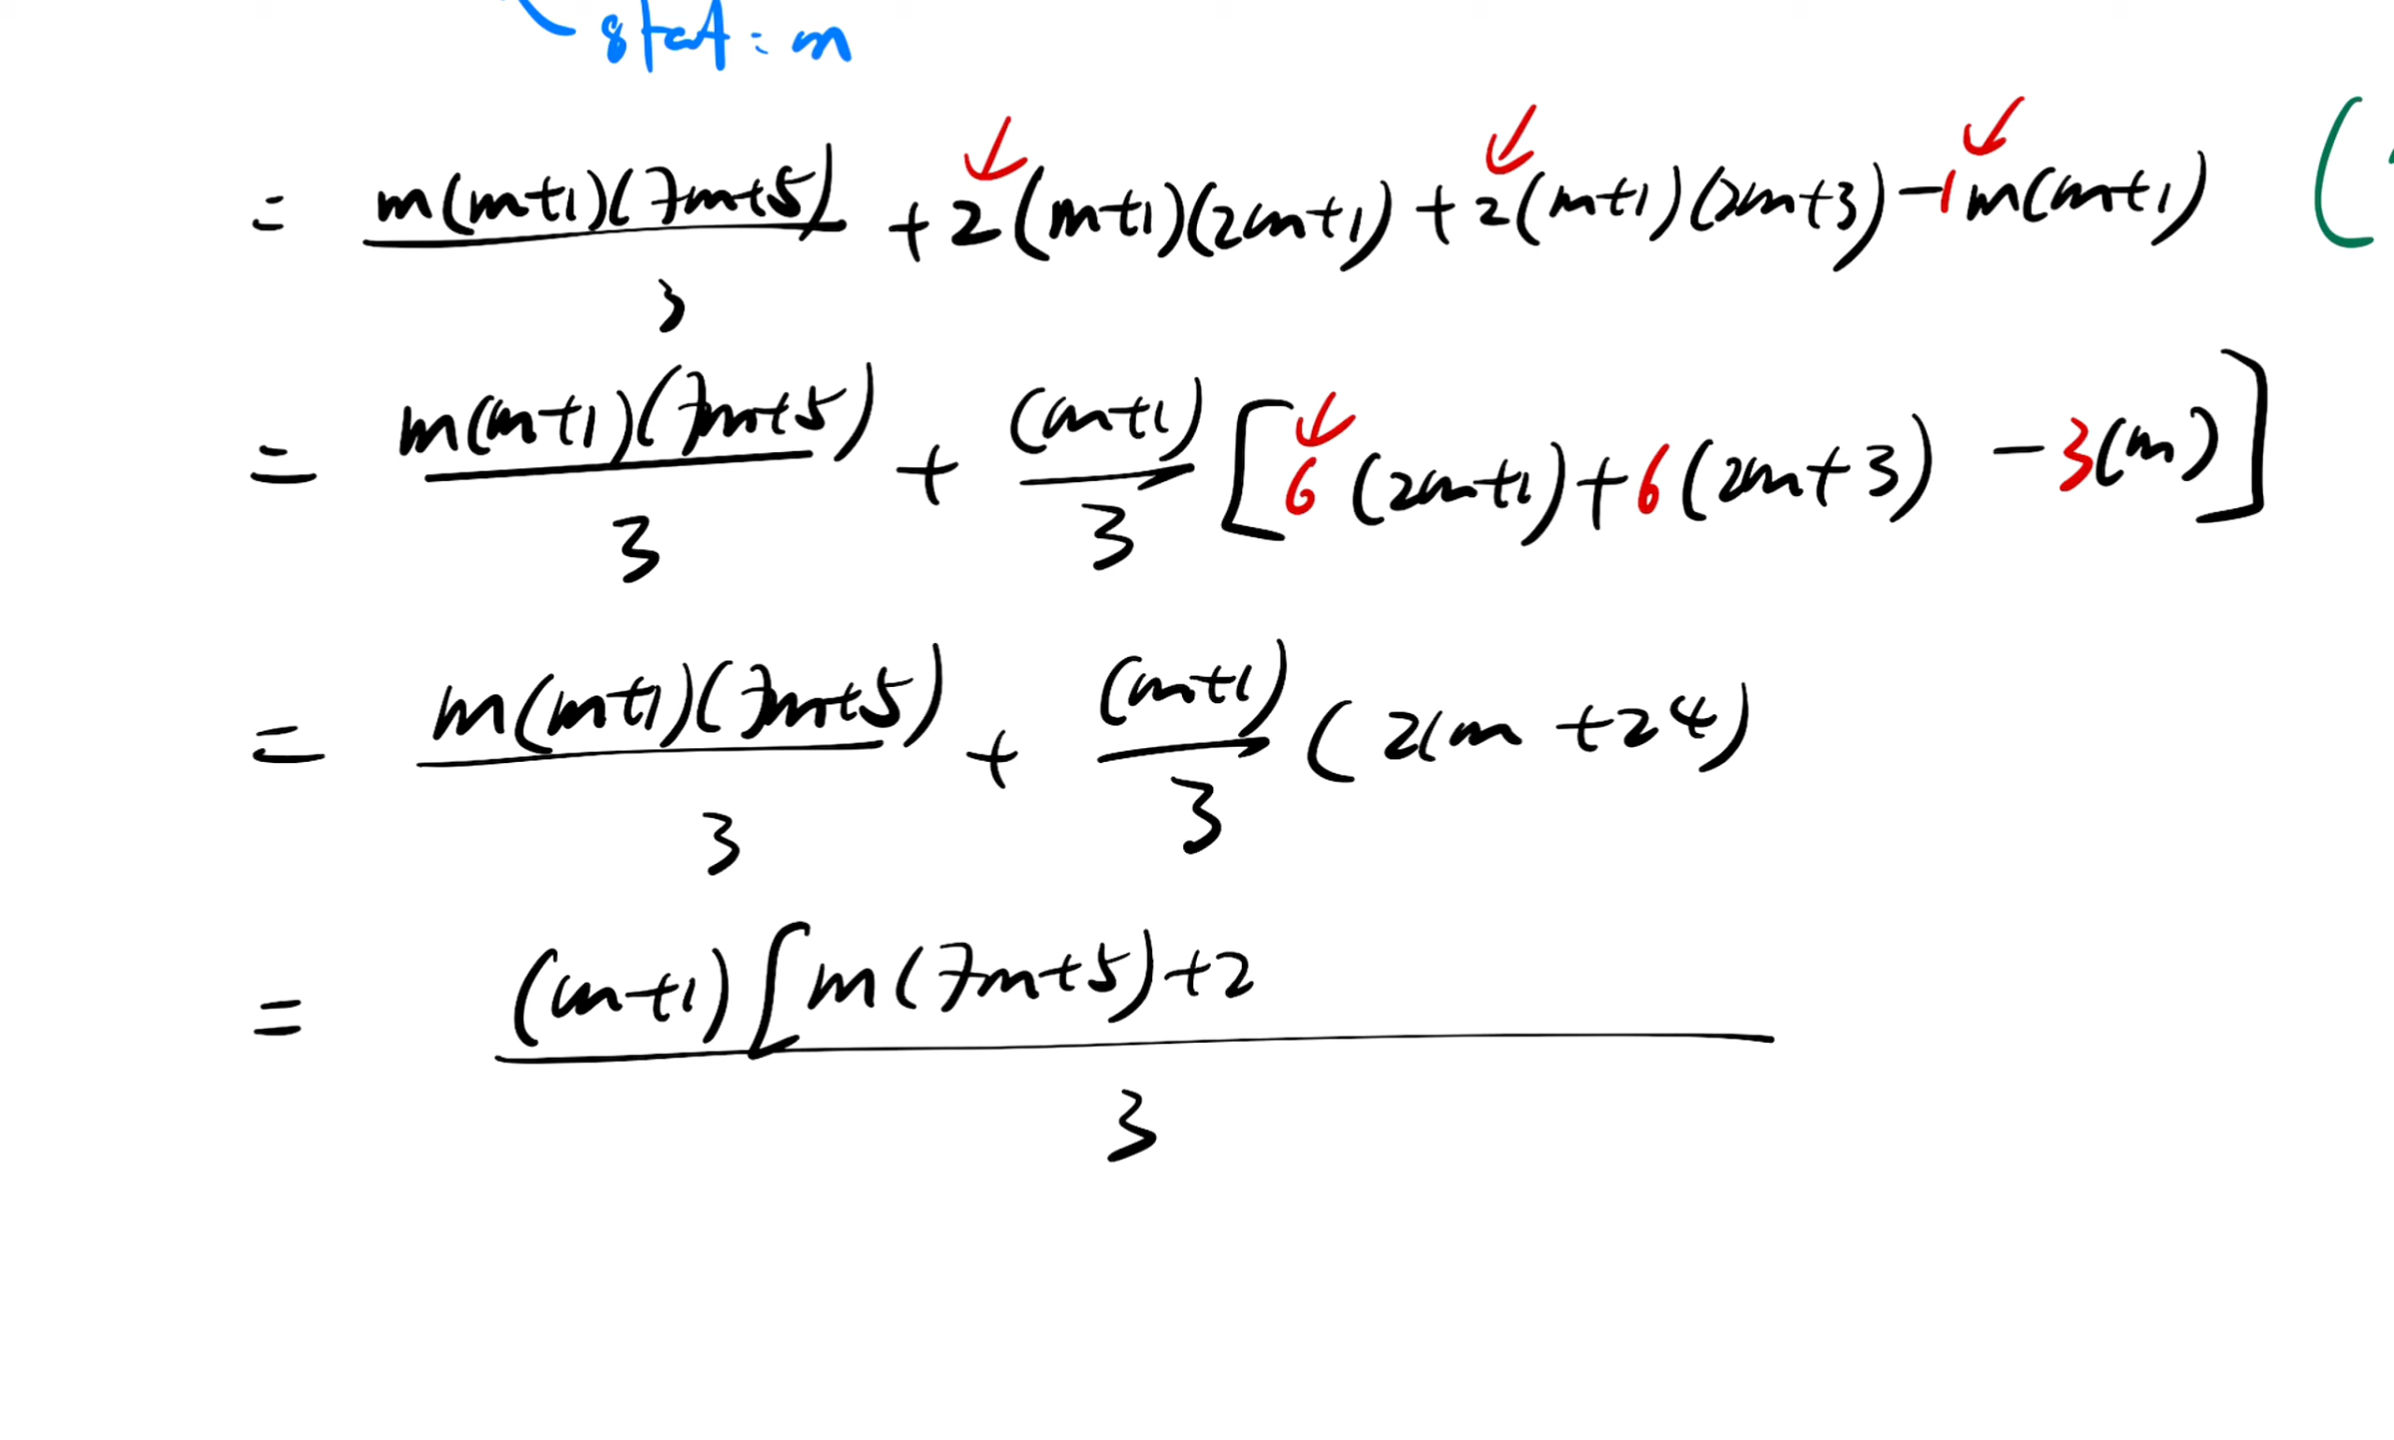 start: m
= m(m+1)(7m+5)/3 + 2(m+1)(2m+1) + 2(m+1)(2m+3) - 1m(m+1) (
= m(m+1)(7m+5)/3 + (m+1)/3 [6(2m+1) + 6(2m+3) - 3(m)]
= m(m+1)(7m+5)/3 + (m+1)/3 (21m + 24)
= (m+1)[m(7m+5) + 2/3